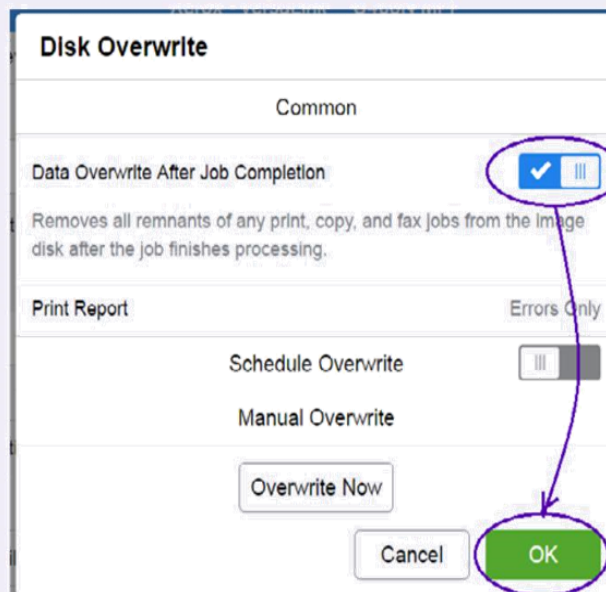 Disk Overwrite
Common
Data Overwrite After Job Completion
Removes all remnants of any print, copy, and fax jobs from the image
disk after the job finishes processing.
Print Report Errors Only
Schedule Overwrite
Manual Overwrite
Overwrite Now
Cancel OK